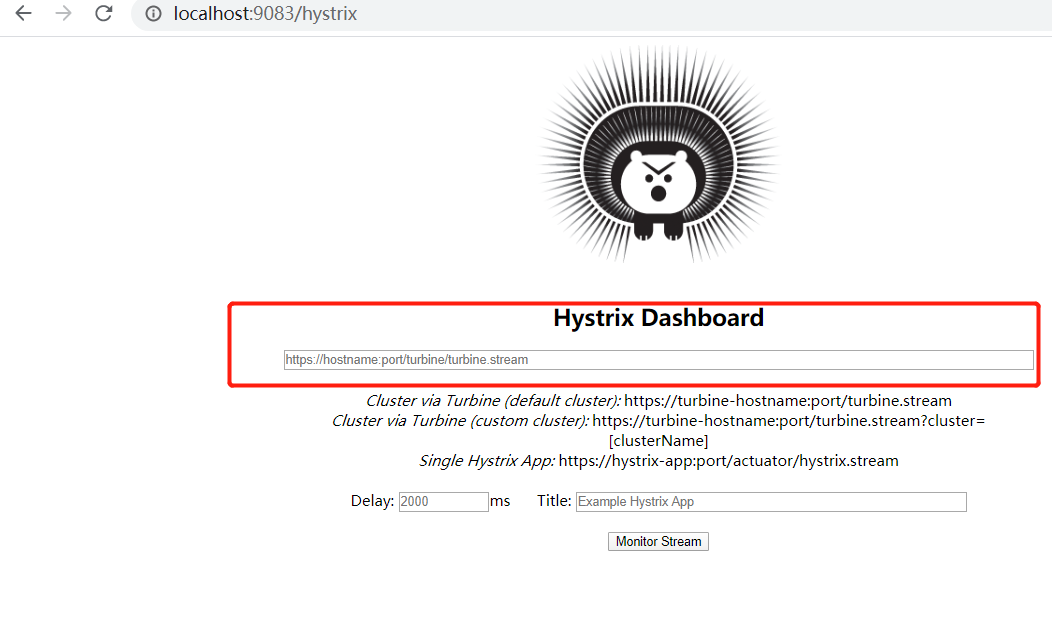 localhost:9083/hystrix
Hystrix Dashboard
https://hostname:port/turbine/turbine.stream
Cluster via Turbine (default cluster): https://turbine-hostname:port/turbine.stream
Cluster via Turbine (custom cluster): https://turbine-hostname:port/turbine.stream?cluster=
[clusterName]
Single Hystrix App: https://hystrix-app:port/actuator/hystrix.stream
Delay: 2000 ms Title: Example Hystrix App
Monitor Stream